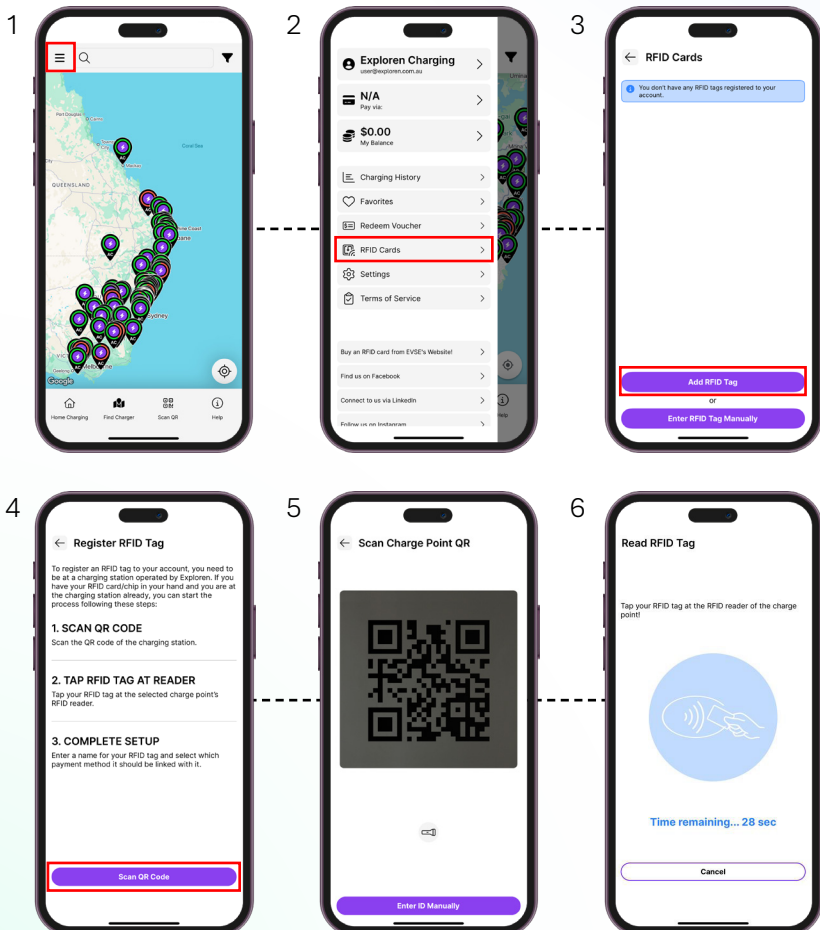 1
2
3
Port Douglas
Cairns
Coral Sea
Mackay
QUEENSLAND
Sydney
Melbourne
Google
Home Charging
Find Charger
Scan QR
Help
Exploren Charging
user@exploren.com.au
N/A
Pay via:
$0.00
My Balance
Charging History
Favorites
Redeem Voucher
RFID Cards
Settings
Terms of Service
Buy an RFID card from EVSE's Website!
Find us on Facebook
Connect to us via LinkedIn
Follow us on Instagram
Help
RFID Cards
You don't have any RFID tags registered to your
account.
Add RFID Tag
or
Enter RFID Tag Manually
4
5
6
Register RFID Tag
To register an RFID tag to your account, you need to
be at a charging station operated by Exploren. If you
have your RFID card/chip in your hand and you are at
the charging station already, you can start the
process following these steps:
1. SCAN QR CODE
Scan the QR code of the charging station.
2. TAP RFID TAG AT READER
Tap your RFID tag at the selected charge point's
RFID reader.
3. COMPLETE SETUP
Enter a name for your RFID tag and select which
payment method it should be linked with it.
Scan QR Code
Scan Charge Point QR
Enter ID Manually
Read RFID Tag
Tap your RFID tag at the RFID reader of the charge
point!
Time remaining... 28 sec
Cancel